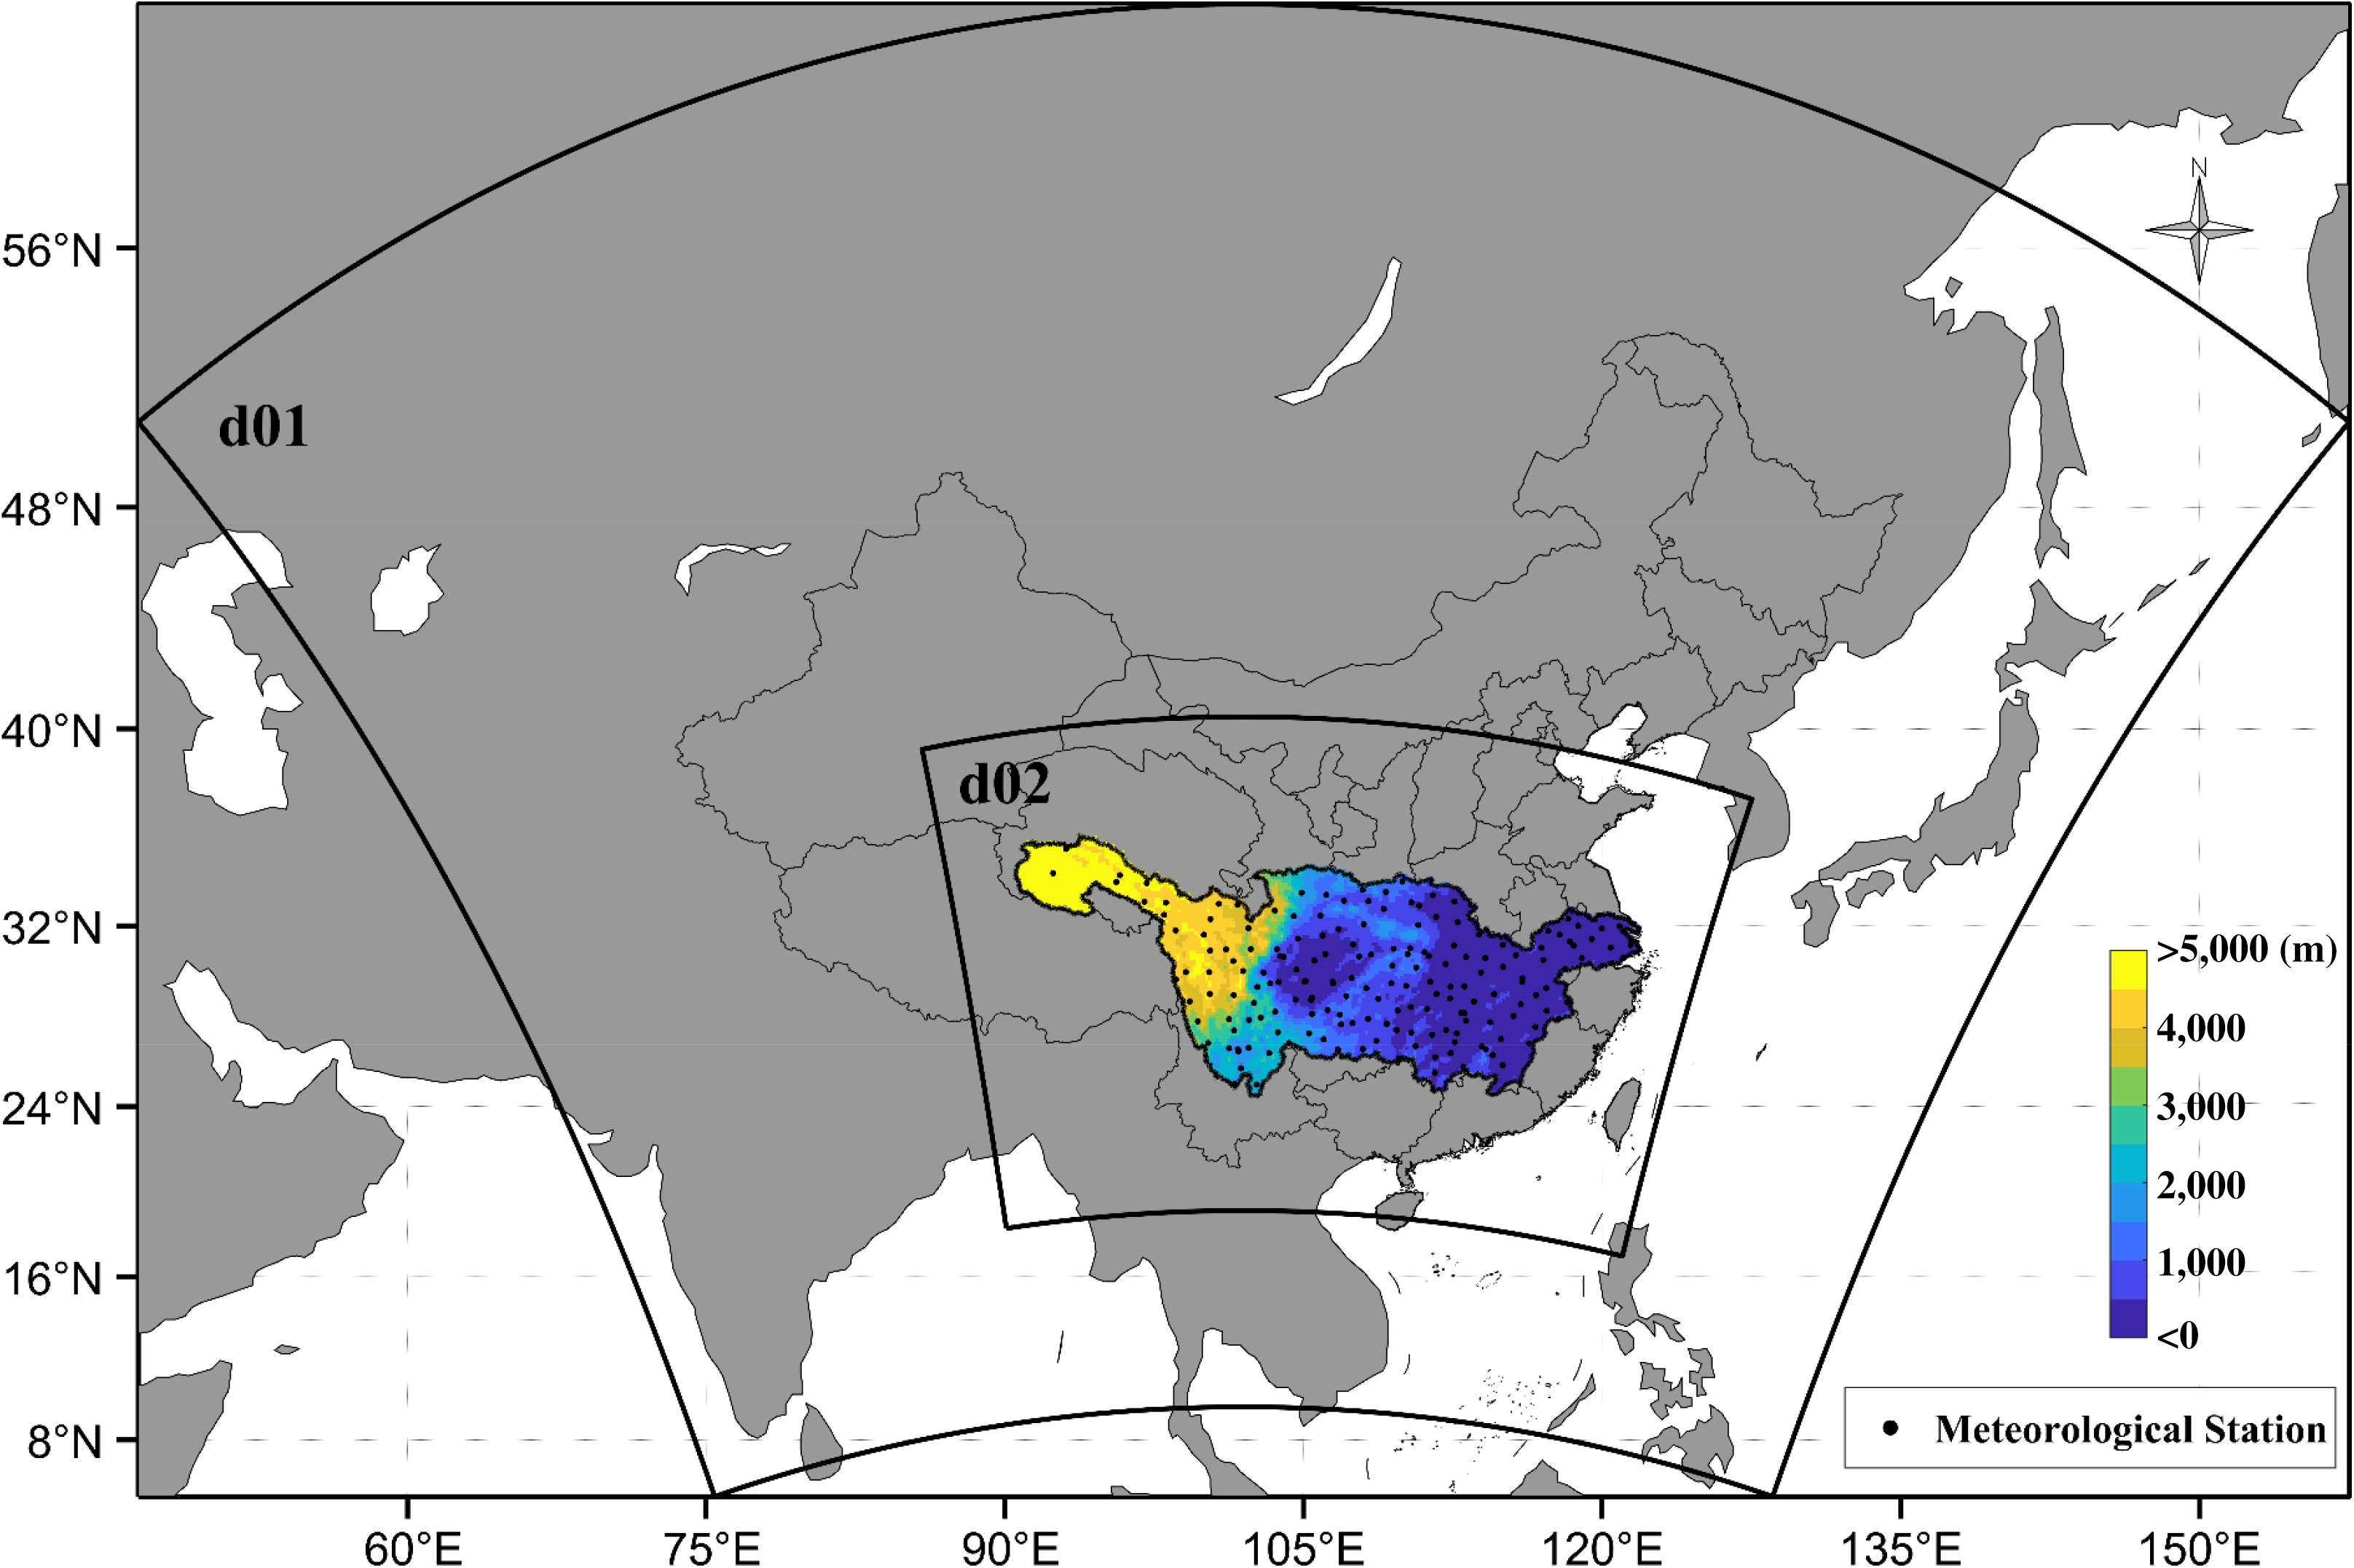 N
56°N
d01
48°N
40°N
d02
32°N
>5,000 (m)
4,000
24°N
3,000
2,000
16°N
1,000
<0
8°N
Meteorological Station
60°E
75°E
90°E
105°E
120°E
135°E
150°E